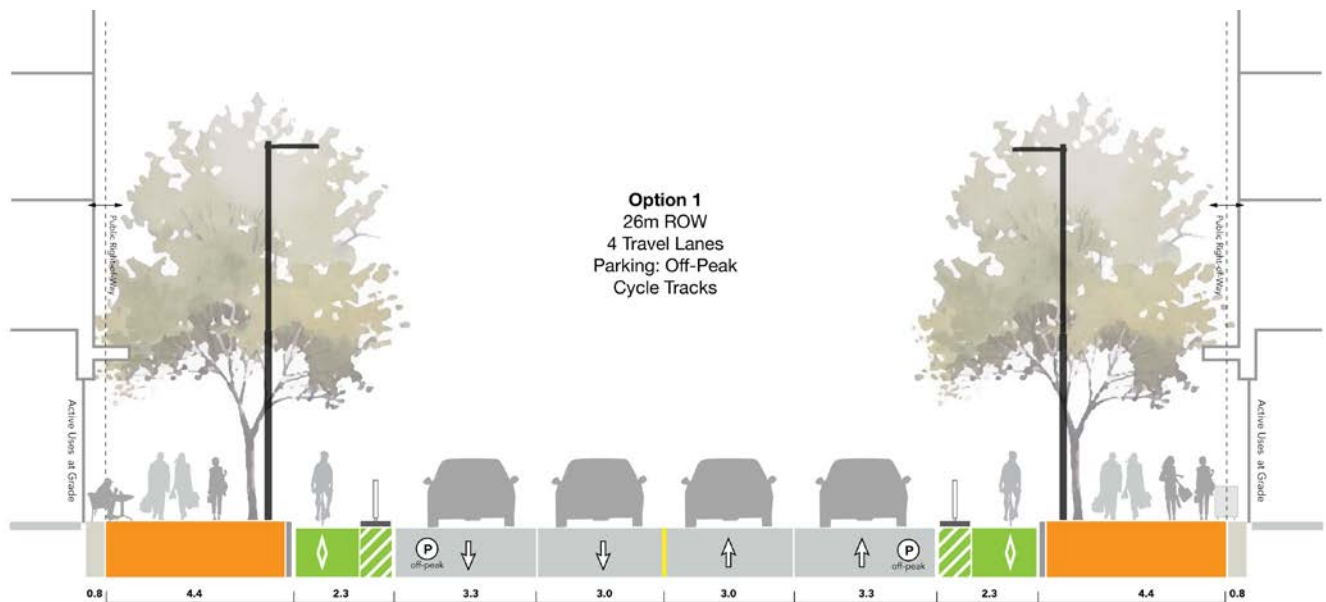 Option 1
26m ROW
4 Travel Lanes
Parking: Off-Peak
Cycle Tracks
Public Right-of-Way
Public Right-of-Way
Active Uses at Grade
Active Uses at Grade
P
off-peak
P
off-peak
0.8 4.4 2.3 3.3 3.0 3.0 3.3 2.3 4.4 0.8